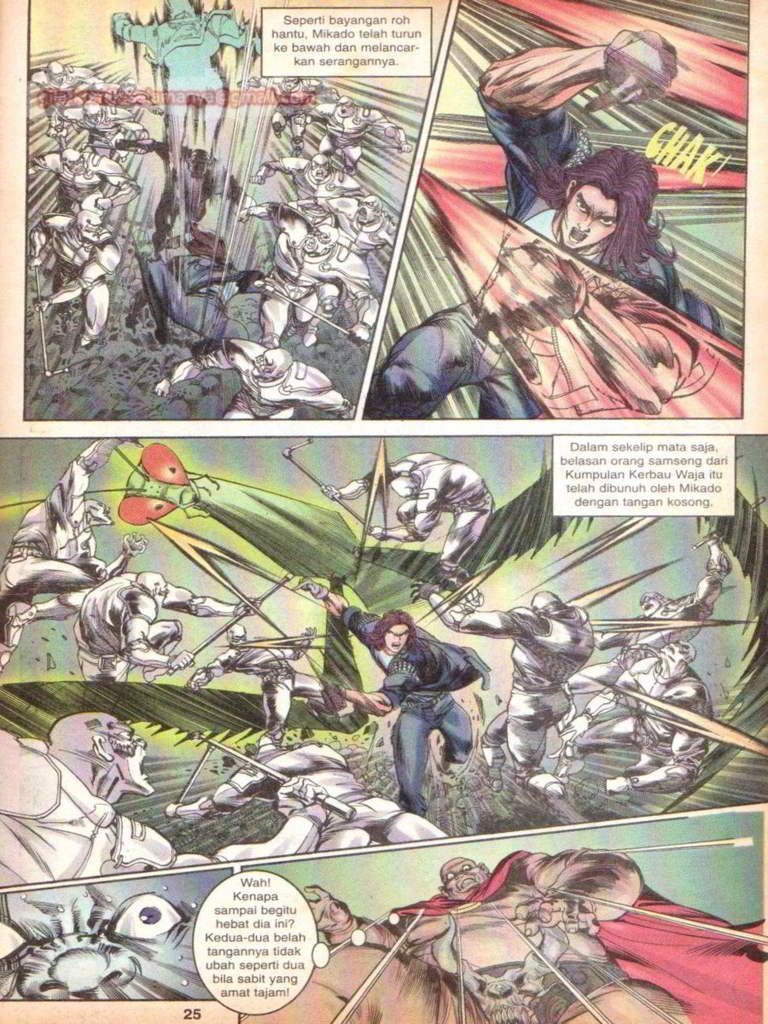 Seperti bayangan roh
hantu, Mikado telah turun
ke bawah dan melancar-
kan serangannya.
CHAK!
Dalam sekelip mata saja,
belasan orang samseng dari
Kumpulan Kerbau Waja itu
telah dibunuh oleh Mikado
dengan tangan kosong.
Wah!
Kenapa
sampai begitu
hebat dia ini?
Kedua-dua belah
tangannya tidak
ubah seperti dua
bila sabit yang
amat tajam!
25